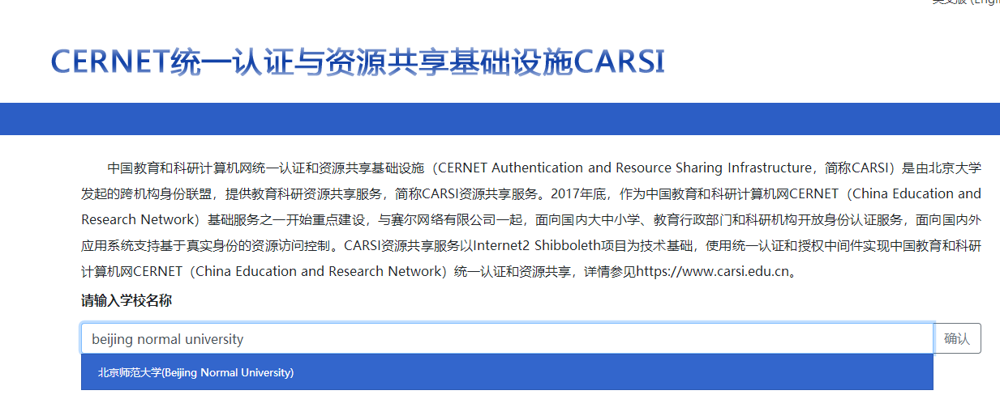 CERNET统一认证与资源共享基础设施CARSI
中国教育和科研计算机网统一认证和资源共享基础设施（CERNET Authentication and Resource Sharing Infrastructure，简称CARSI）是由北京大学
发起的跨机构身份联盟，提供教育科研资源共享服务，简称CARSI资源共享服务。2017年底，作为中国教育和科研计算机网CERNET（China Education and
Research Network）基础服务之一开始重点建设，与赛尔网络有限公司一起，面向国内大中小学、教育行政部门和科研机构开放身份认证服务，面向国内外
应用系统支持基于真实身份的资源访问控制。CARSI资源共享服务以Internet2 Shibboleth项目为技术基础，使用统一认证和授权中间件实现中国教育和科研
计算机网CERNET（China Education and Research Network）统一认证和资源共享，详情参见https://www.carsi.edu.cn。
请输入学校名称
beijing normal university
确认
北京师范大学(Beijing Normal University)